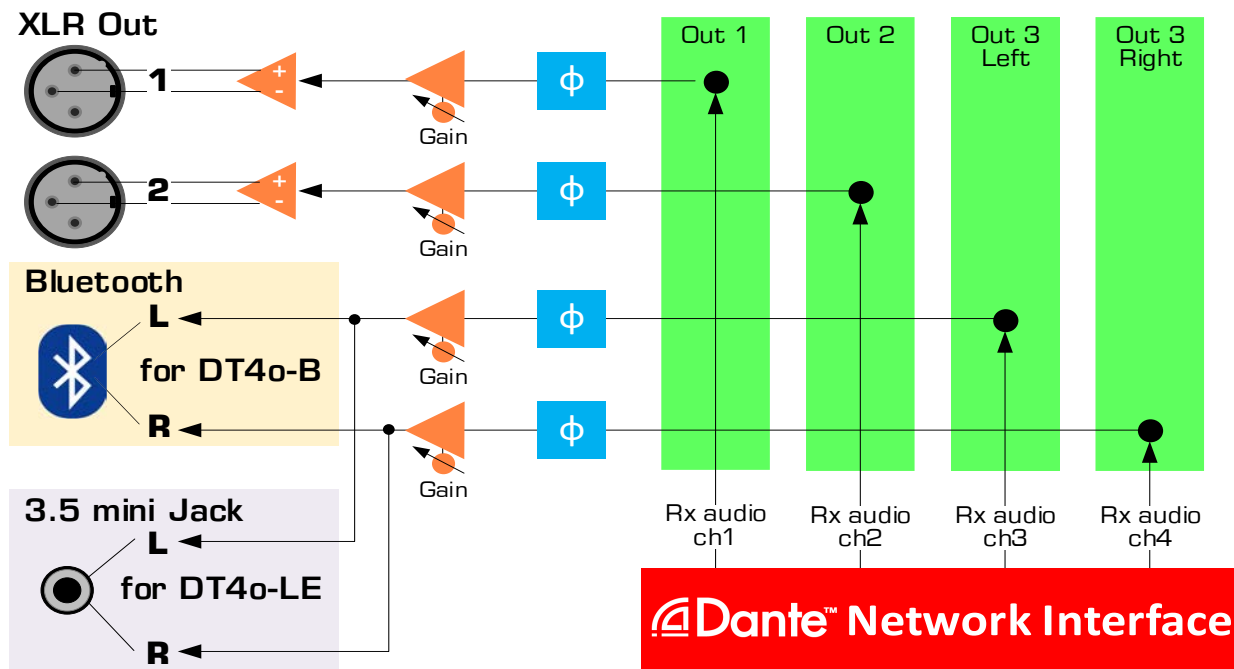 XLR Out
Out 1
Out 2
Out 3
Left
Out 3
Right
1
+
-
Gain
ϕ
2
+
-
Gain
ϕ
Bluetooth
L
for DT4o-B
R
Gain
ϕ
Gain
ϕ
3.5 mini Jack
L
for DT4o-LE
R
Rx audio
ch1
Rx audio
ch2
Rx audio
ch3
Rx audio
ch4
Dante™ Network Interface